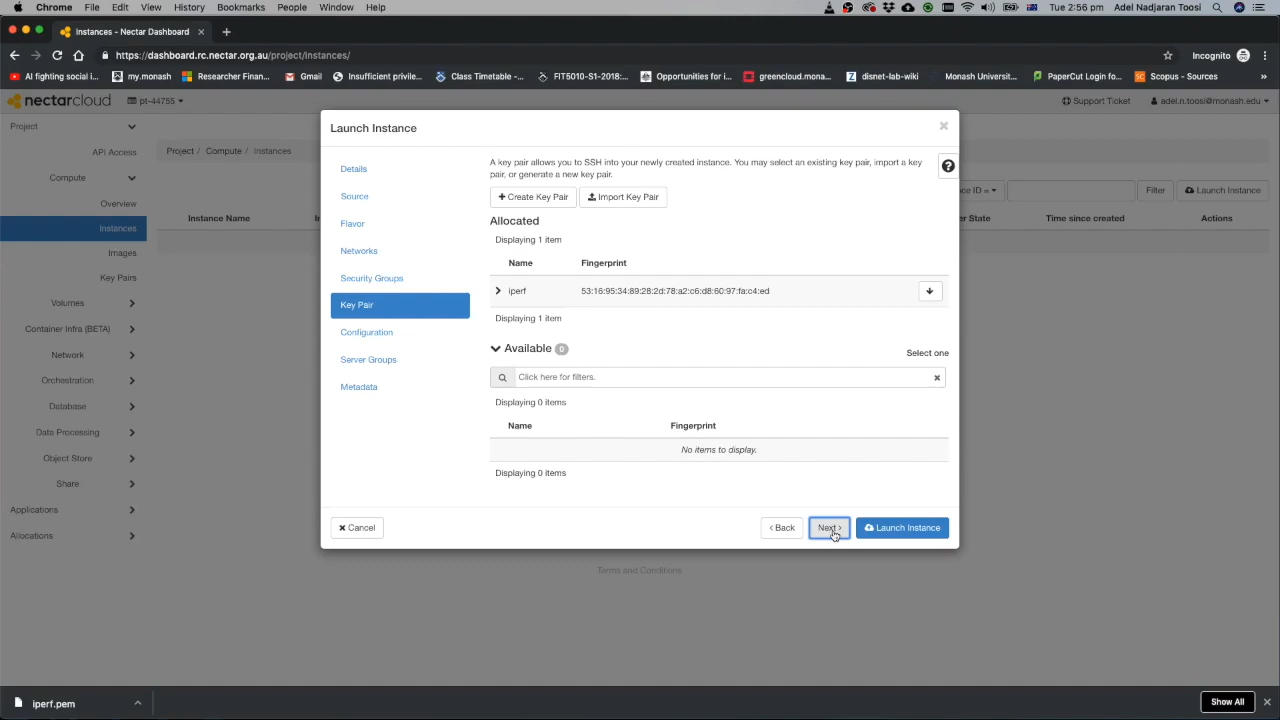 Chrome File Edit View History Bookmarks People Window Help Tue 2:56 pm Adel Nadjaran Toosi
Instances - Nectar Dashboard
https://dashboard.rc.nectar.org.au/project/instances/ Incognito
AI fighting social i... my.monash Researcher Finan... Gmail Insufficient privile... Class Timetable -... FIT5010-S1-2018:... Opportunities for i... greencloud.mona... disnet-lab-wiki Monash Universit... PaperCut Login fo... Scopus - Sources »
nectarcloud pt-44755 Support Ticket adel.n.toosi@monash.edu
Project
API Access
Compute
Overview
Instances
Images
Key Pairs
Volumes
Container Infra (BETA)
Network
Orchestration
Database
Data Processing
Object Store
Share
Applications
Allocations
Project / Compute / Instances
ce ID = Filter Launch Instance
Instance Name er State Time since created Actions
Launch Instance
Details
Source
Flavor
Networks
Security Groups
Key Pair
Configuration
Server Groups
Metadata
A key pair allows you to SSH into your newly created instance. You may select an existing key pair, import a key
pair, or generate a new key pair.
+ Create Key Pair Import Key Pair
Allocated
Displaying 1 item
Name Fingerprint
iperf 53:16:95:34:89:28:2d:78:a2:c6:d8:60:97:fa:c4:ed
Displaying 1 item
Available 0 Select one
Click here for filters.
Displaying 0 items
Name Fingerprint
No items to display.
Displaying 0 items
Cancel < Back Next > Launch Instance
Terms and Conditions
iperf.pem Show All